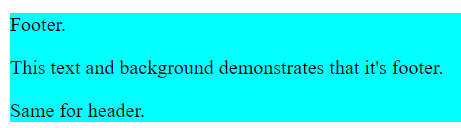 Footer.
This text and background demonstrates that it's footer.
Same for header.